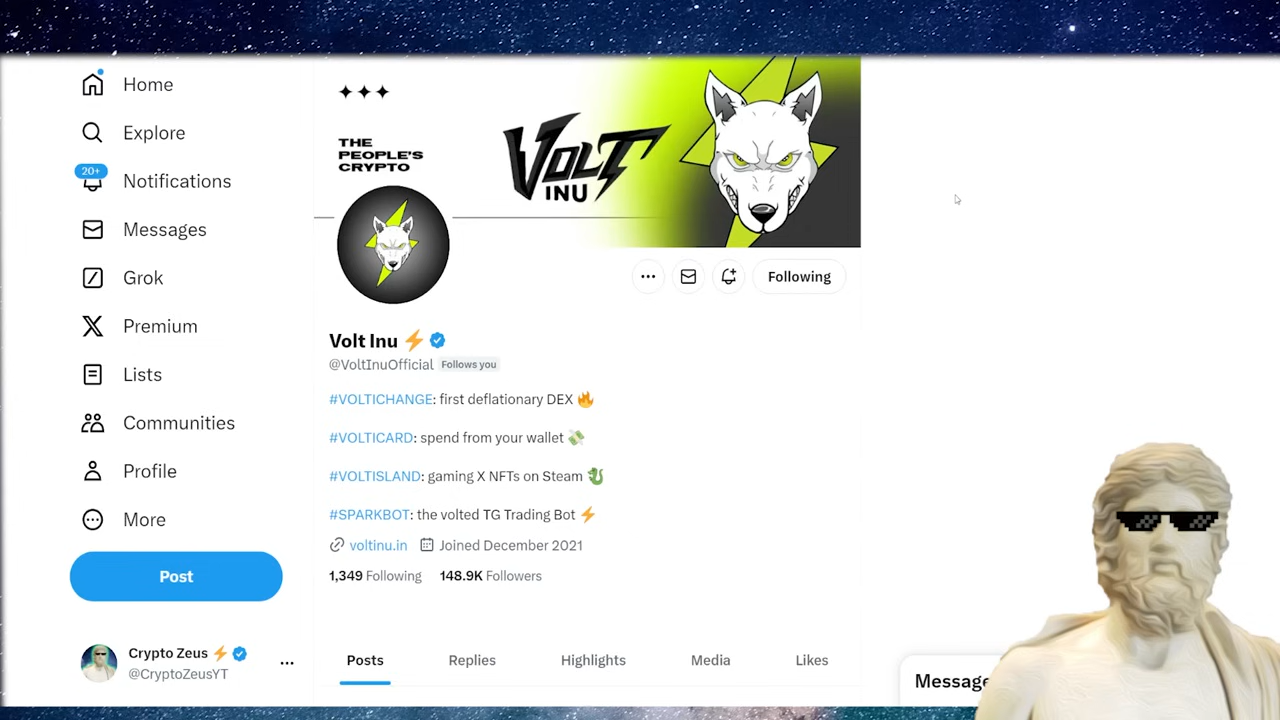 Home
Explore
20+
Notifications
Messages
Grok
Premium
Lists
Communities
Profile
More
Post
Crypto Zeus ⚡
@CryptoZeusYT
THE
PEOPLE'S
CRYPTO
VOLT
INU
Following
Volt Inu ⚡
@VoltInuOfficial Follows you
#VOLTICHANGE: first deflationary DEX 🔥
#VOLTICARD: spend from your wallet 💸
#VOLTISLAND: gaming X NFTs on Steam 🐉
#SPARKBOT: the volted TG Trading Bot ⚡
voltinu.in Joined December 2021
1,349 Following 148.9K Followers
Posts Replies Highlights Media Likes
Message